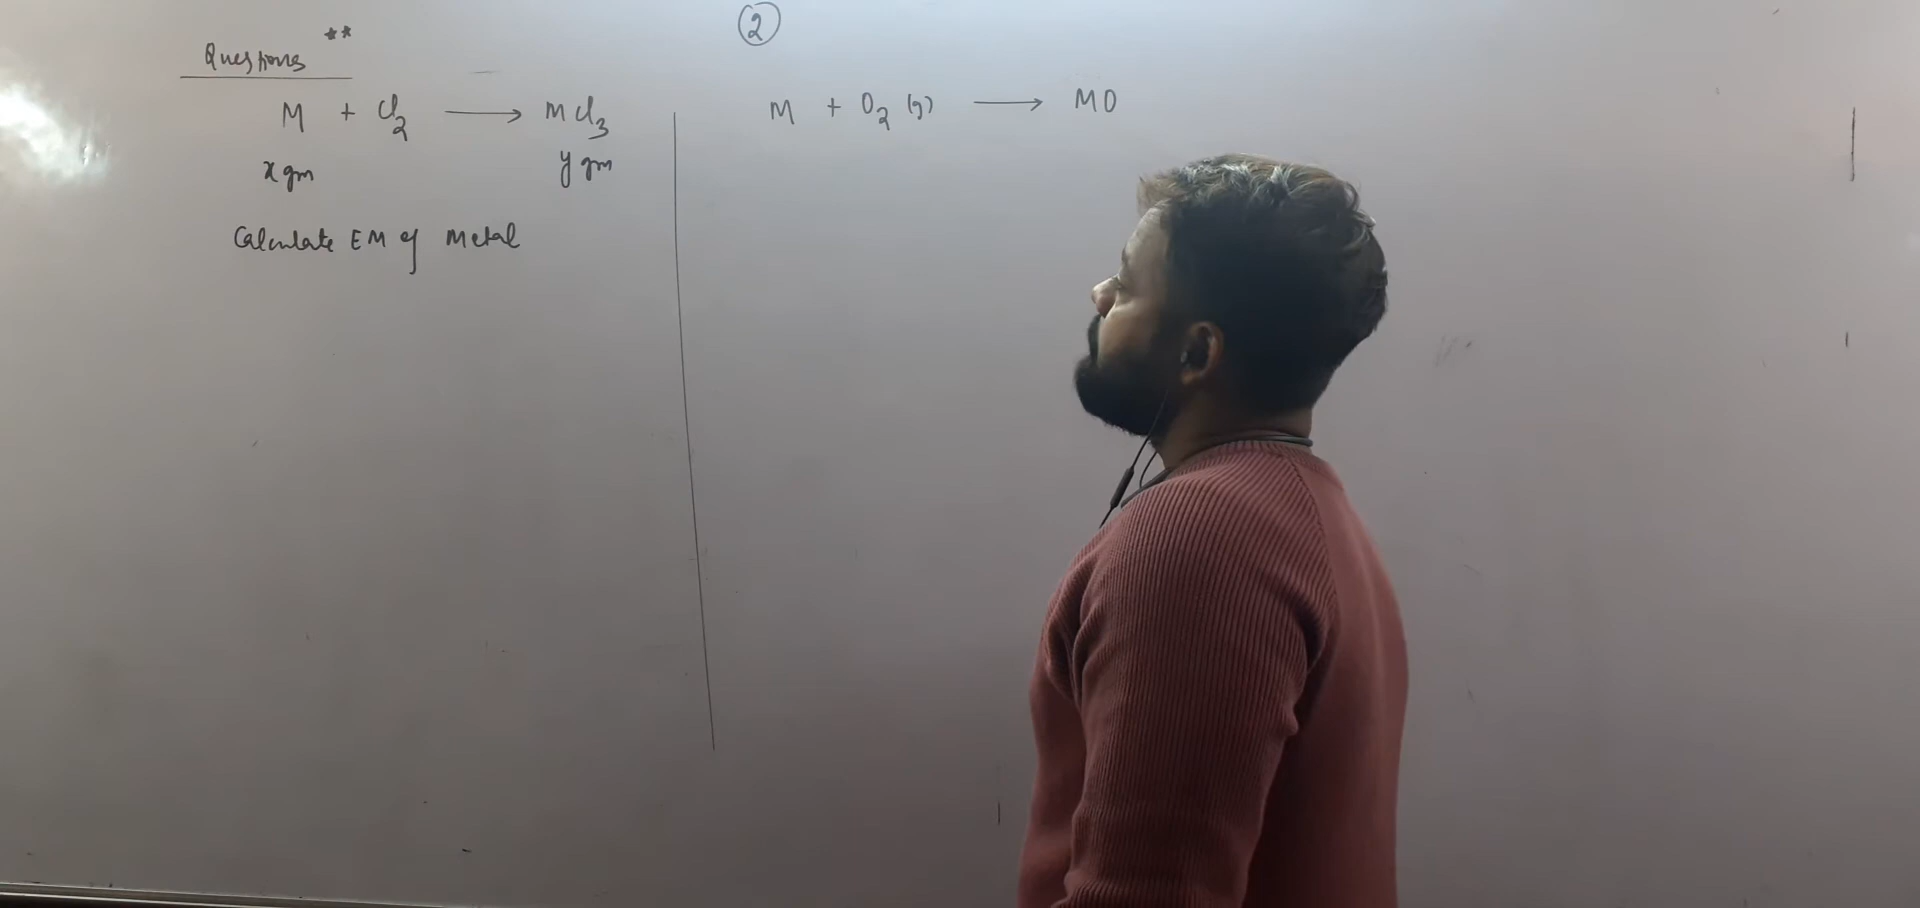 Questions **
M + Cl₂ ⟶ MCl₃
x gm y gm
Calculate EM of Metal
②
M + O₂ (g) ⟶ MO